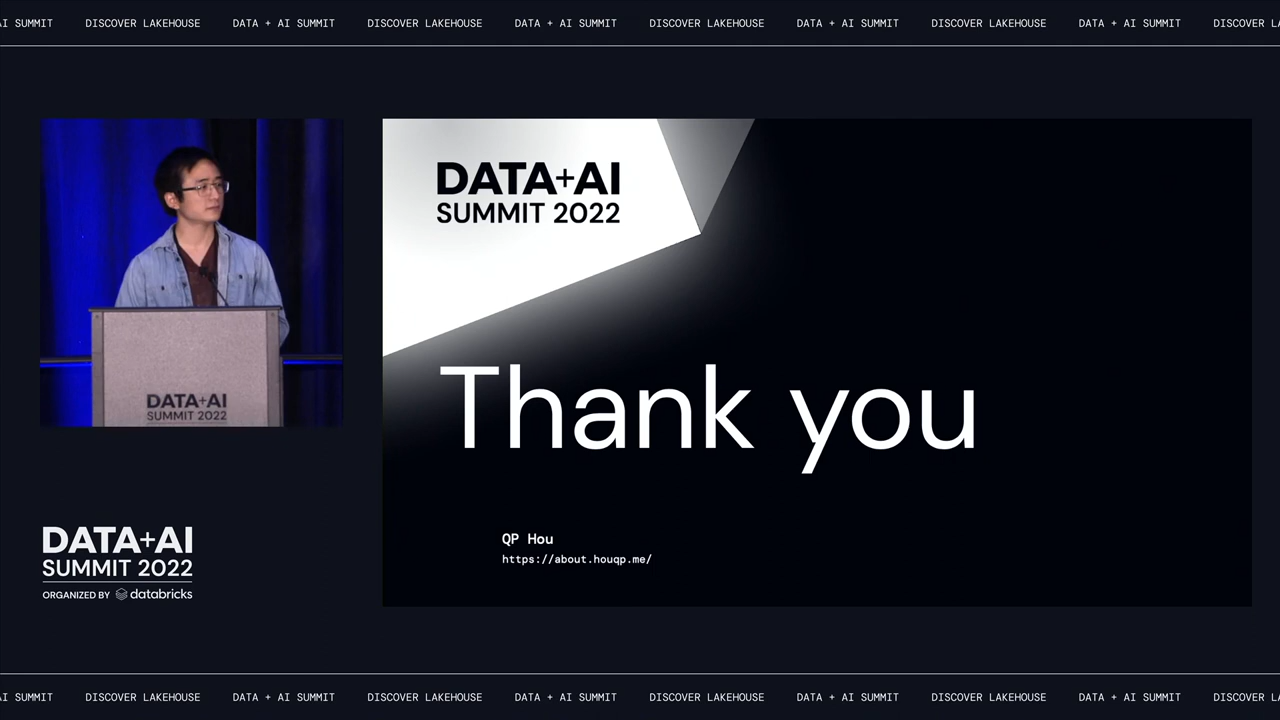 AI SUMMIT DISCOVER LAKEHOUSE DATA + AI SUMMIT DISCOVER LAKEHOUSE DATA + AI SUMMIT DISCOVER LAKEHOUSE DATA + AI SUMMIT DISCOVER LAKEHOUSE DATA + AI SUMMIT DISCOVER
DATA+AI
SUMMIT 2022
Thank you
QP Hou
https://about.houqp.me/
DATA+AI
SUMMIT 2022
DATA+AI
SUMMIT 2022
ORGANIZED BY databricks
AI SUMMIT DISCOVER LAKEHOUSE DATA + AI SUMMIT DISCOVER LAKEHOUSE DATA + AI SUMMIT DISCOVER LAKEHOUSE DATA + AI SUMMIT DISCOVER LAKEHOUSE DATA + AI SUMMIT DISCOVER